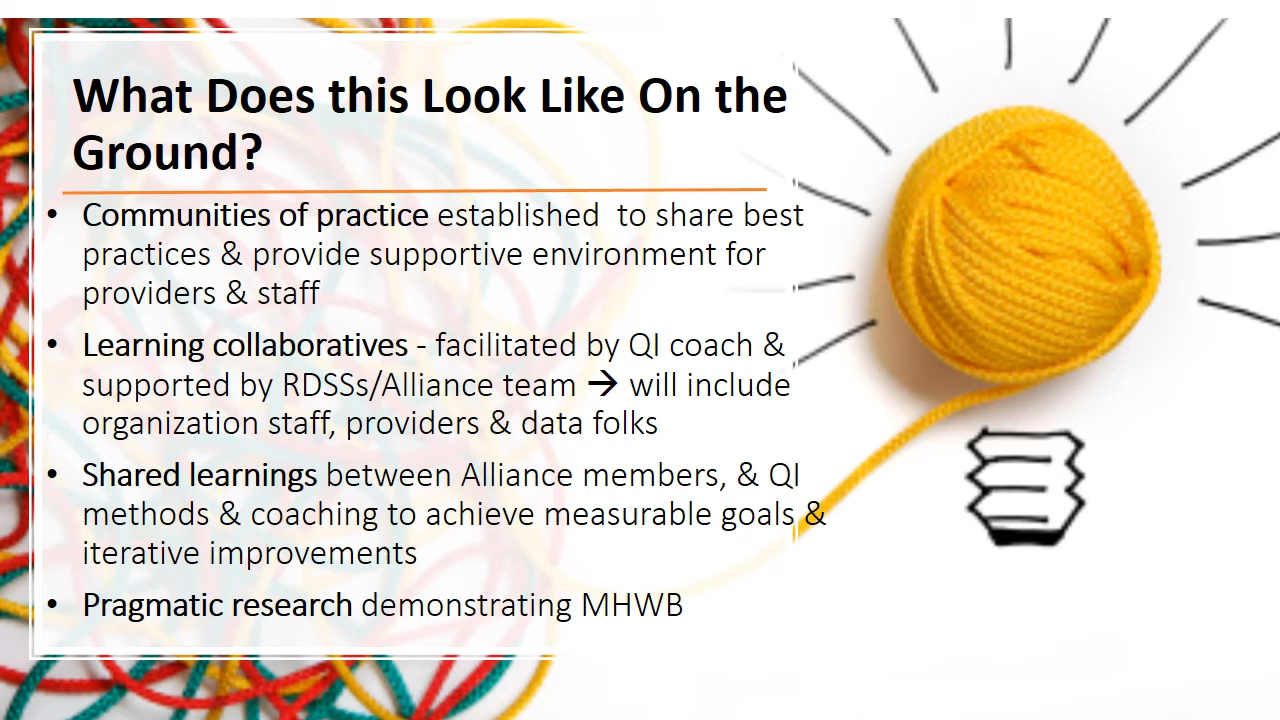 What Does this Look Like On the
Ground?
• Communities of practice established  to share best
practices & provide supportive environment for
providers & staff
• Learning collaboratives - facilitated by QI coach &
supported by RDSSs/Alliance team → will include
organization staff, providers & data folks
• Shared learnings between Alliance members, & QI
methods & coaching to achieve measurable goals &
iterative improvements
• Pragmatic research demonstrating MHWB